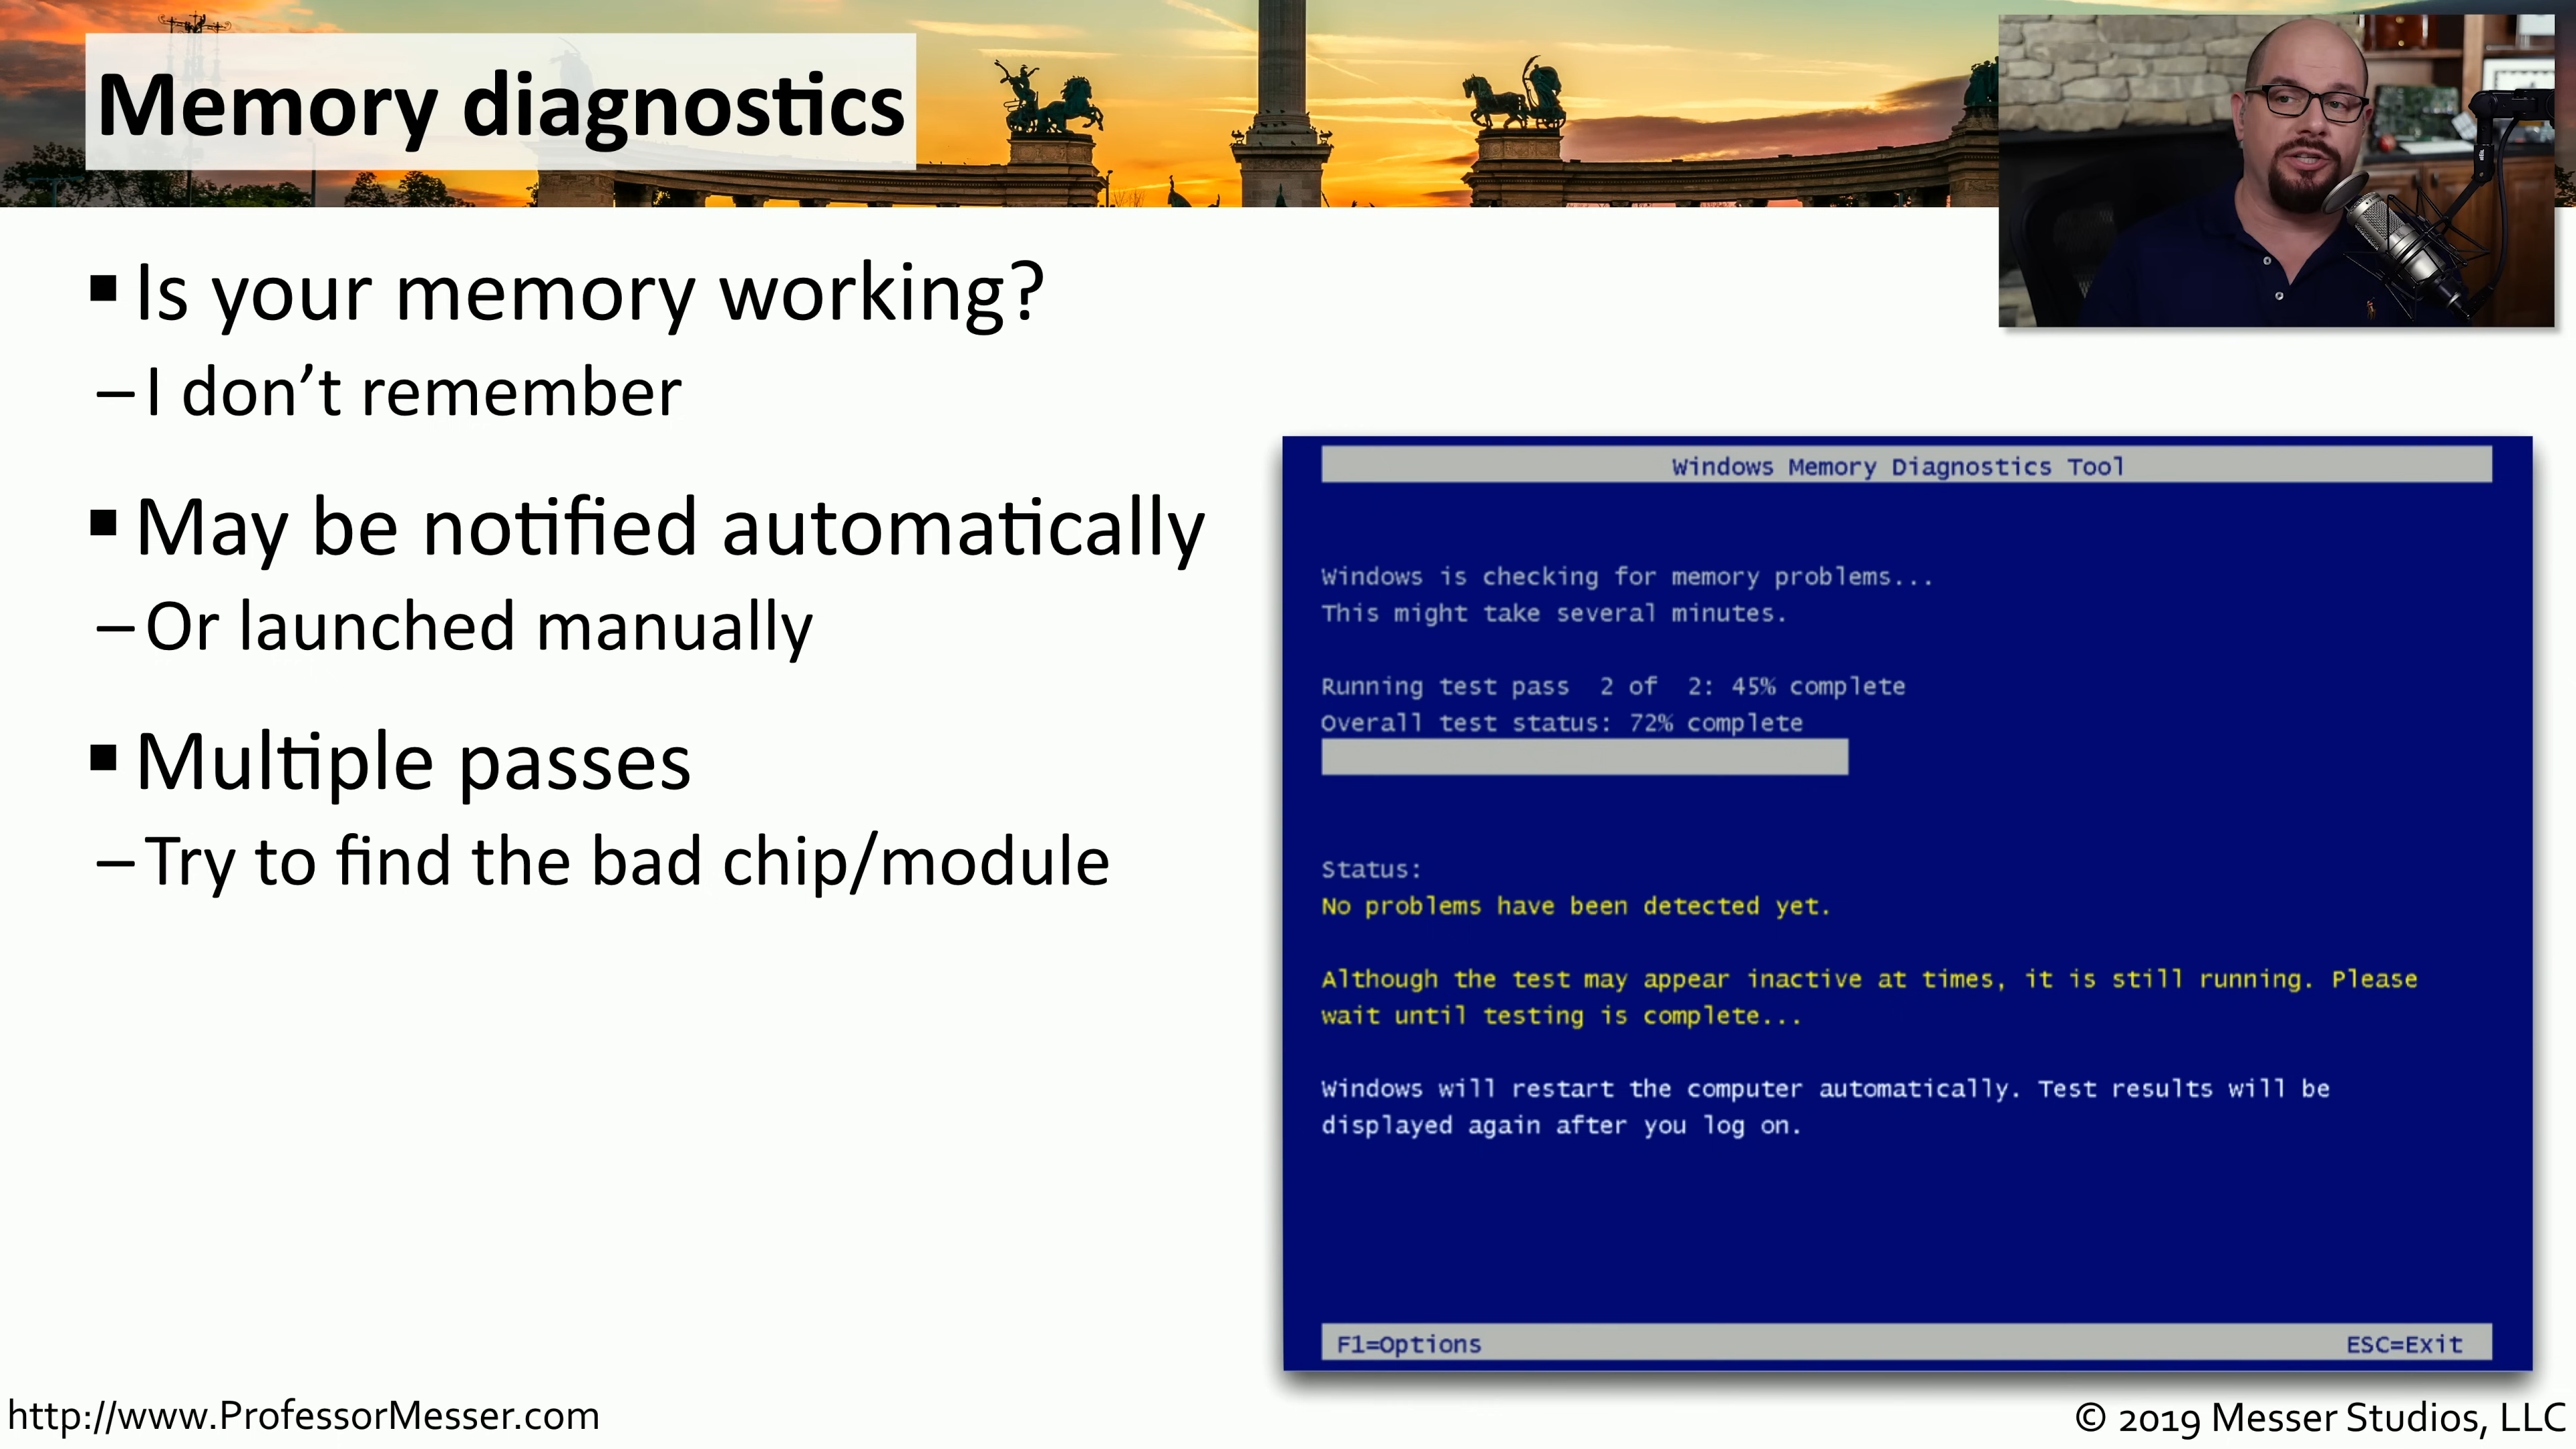 Memory diagnostics
▪ Is your memory working?
– I don’t remember
▪ May be notified automatically
– Or launched manually
▪ Multiple passes
– Try to find the bad chip/module
Windows Memory Diagnostics Tool
Windows is checking for memory problems...
This might take several minutes.
Running test pass  2 of  2: 45% complete
Overall test status: 72% complete
Status:
No problems have been detected yet.
Although the test may appear inactive at times, it is still running. Please
wait until testing is complete...
Windows will restart the computer automatically. Test results will be
displayed again after you log on.
F1=Options ESC=Exit
http://www.ProfessorMesser.com
© 2019 Messer Studios, LLC